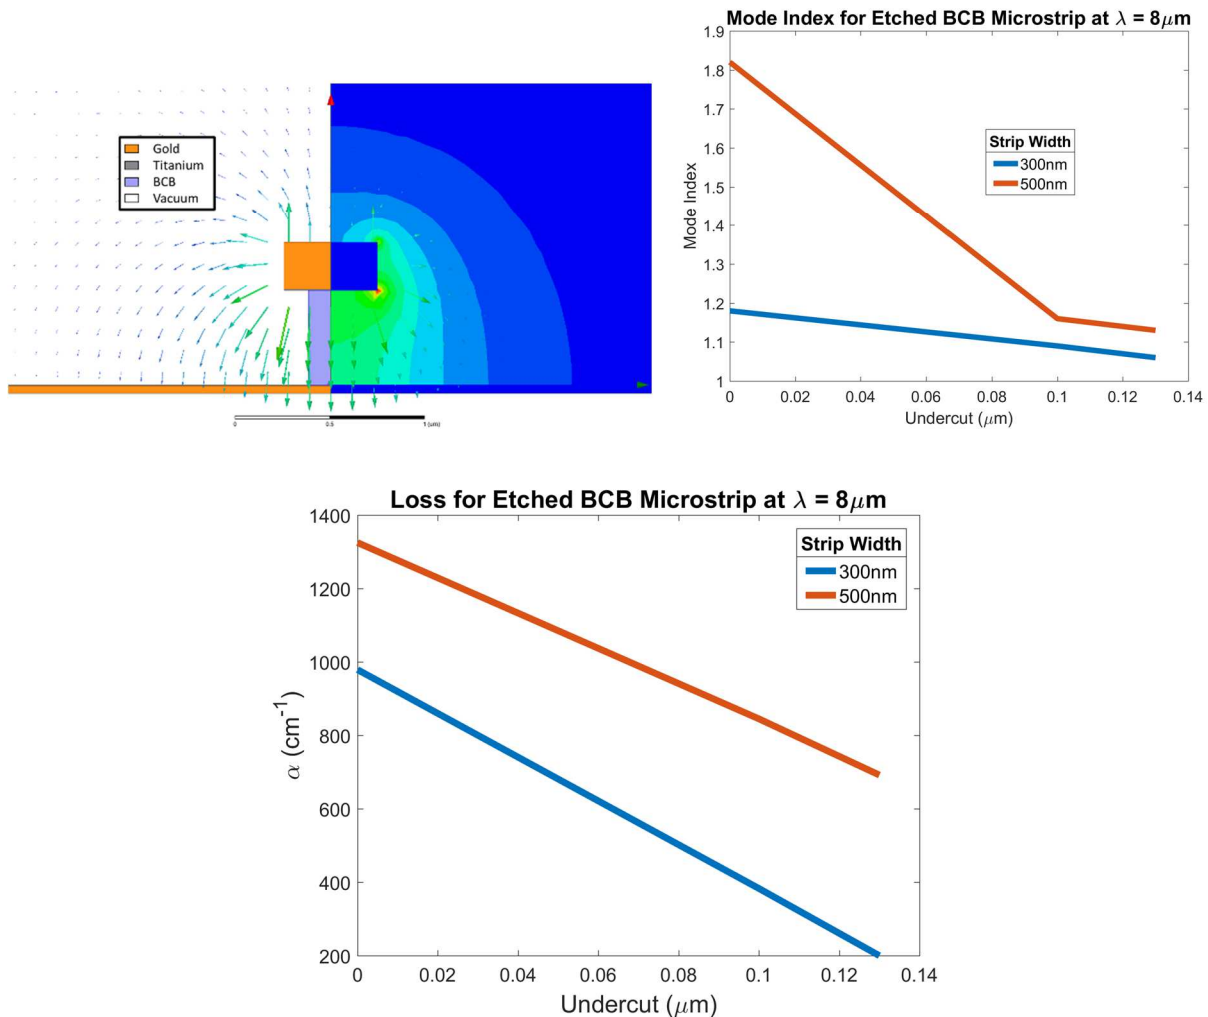 Gold
Titanium
BCB
Vacuum
0
0.5
1 (μm)
Mode Index for Etched BCB Microstrip at λ = 8μm
1.9
1.8
1.7
1.6
1.5
1.4
1.3
1.2
1.1
1
Mode Index
Strip Width
300nm
500nm
0 0.02 0.04 0.06 0.08 0.1 0.12 0.14
Undercut (μm)
Loss for Etched BCB Microstrip at λ = 8μm
1400
1200
1000
800
600
400
200
α (cm⁻¹)
Strip Width
300nm
500nm
0 0.02 0.04 0.06 0.08 0.1 0.12 0.14
Undercut (μm)